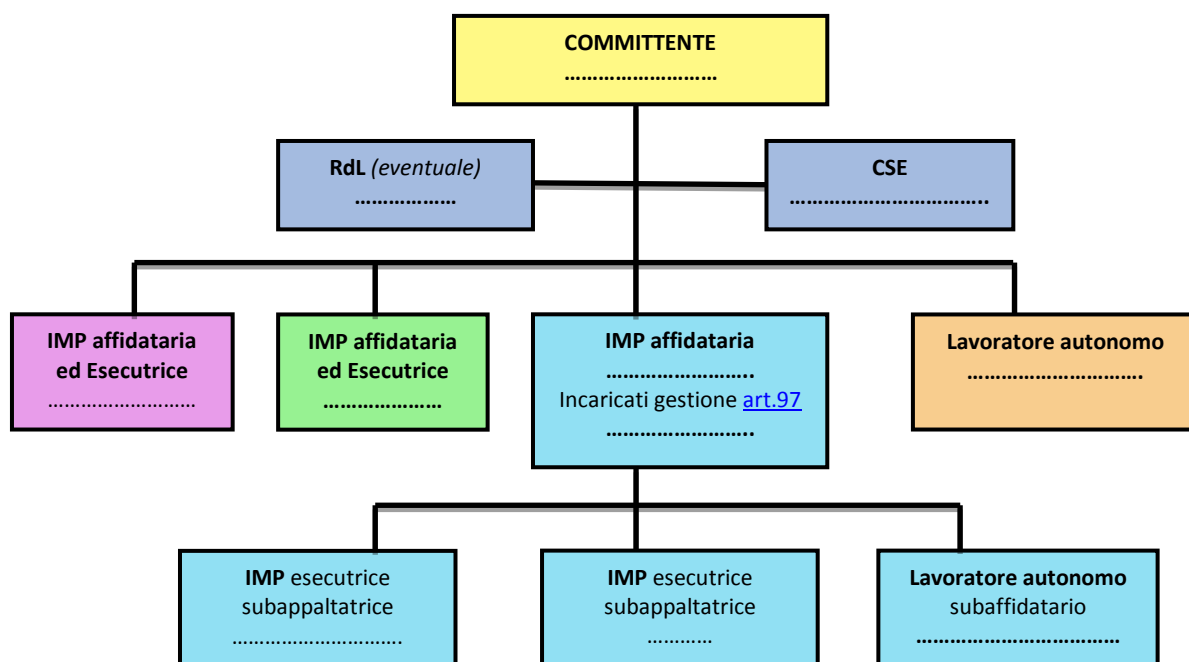 COMMITTENTE
……………………
RdL (eventuale)
………………
CSE
……………………………..
IMP affidataria
ed Esecutrice
………………………
IMP affidataria
ed Esecutrice
…………………
IMP affidataria
……………………..
Incaricati gestione art.97
……………………..
Lavoratore autonomo
……………………….
IMP esecutrice
subappaltatrice
………………………….
IMP esecutrice
subappaltatrice
…………
Lavoratore autonomo
subaffidatario
………………………………